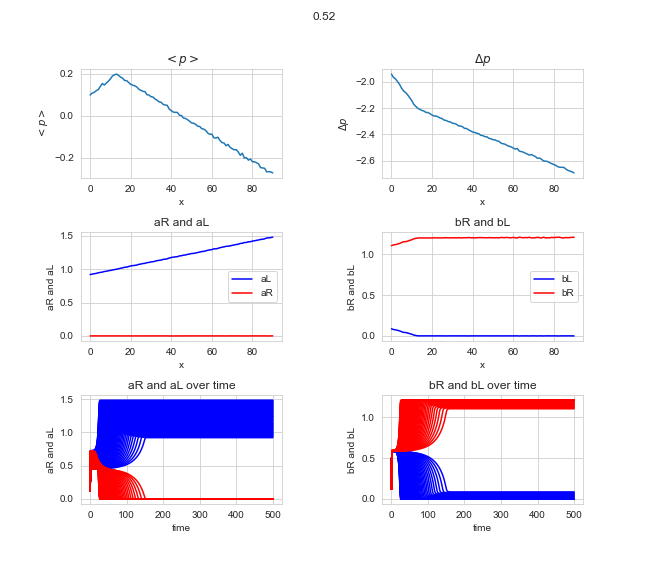 0.52
< p >
Δp
0.2
0.0
−0.2
< p >
0 20 40 60 80
x
−2.0
−2.2
−2.4
−2.6
Δp
0 20 40 60 80
x
aR and aL
bR and bL
1.5
1.0
0.5
0.0
aR and aL
aL
aR
0 20 40 60 80
x
1.0
0.5
0.0
bR and bL
bL
bR
0 20 40 60 80
x
aR and aL over time
bR and bL over time
1.5
1.0
0.5
0.0
aR and aL
0 100 200 300 400 500
time
1.0
0.5
0.0
bR and bL
0 100 200 300 400 500
time